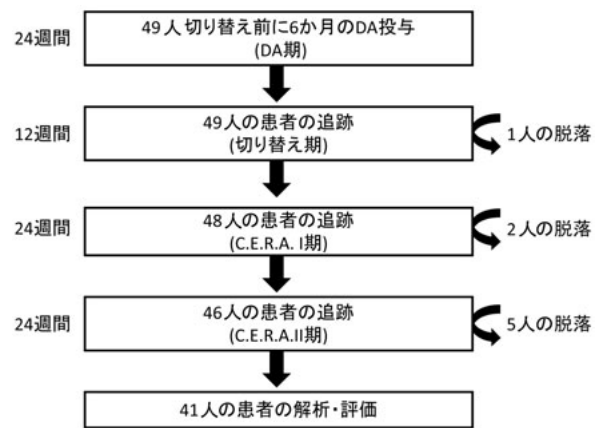 24週間
49人切り替え前に6か月のDA投与
(DA期)
12週間
49人の患者の追跡
(切り替え期)
1人の脱落
24週間
48人の患者の追跡
(C.E.R.A. I期)
2人の脱落
24週間
46人の患者の追跡
(C.E.R.A.II期)
5人の脱落
41人の患者の解析・評価